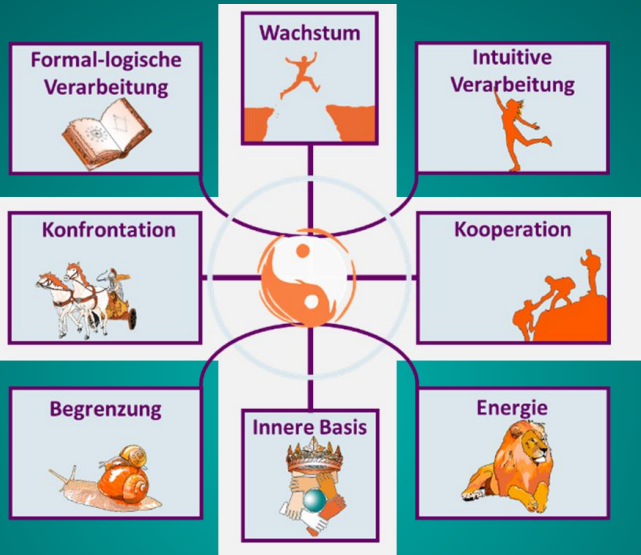 Formal-logische
Verarbeitung
Wachstum
Intuitive
Verarbeitung
Konfrontation
Kooperation
Begrenzung
Innere Basis
Energie